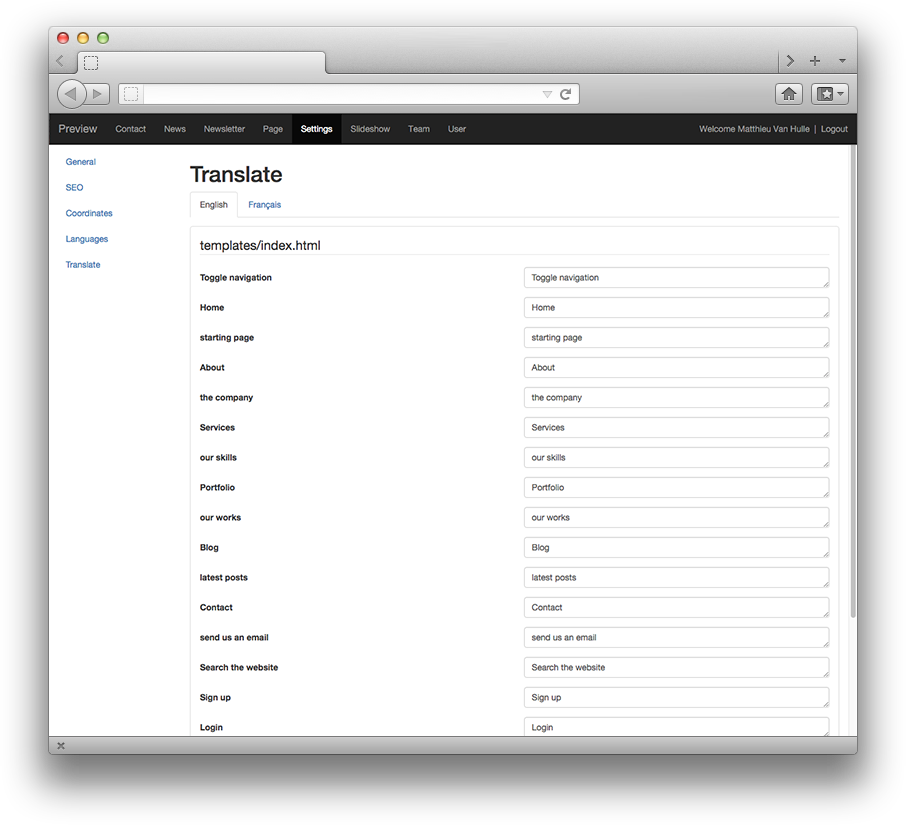 Preview Contact News Newsletter Page Settings Slideshow Team User Welcome Matthieu Van Hulle | Logout
General
SEO
Coordinates
Languages
Translate
Translate
English Français
templates/index.html
Toggle navigation Toggle navigation
Home Home
starting page starting page
About About
the company the company
Services Services
our skills our skills
Portfolio Portfolio
our works our works
Blog Blog
latest posts latest posts
Contact Contact
send us an email send us an email
Search the website Search the website
Sign up Sign up
Login Login